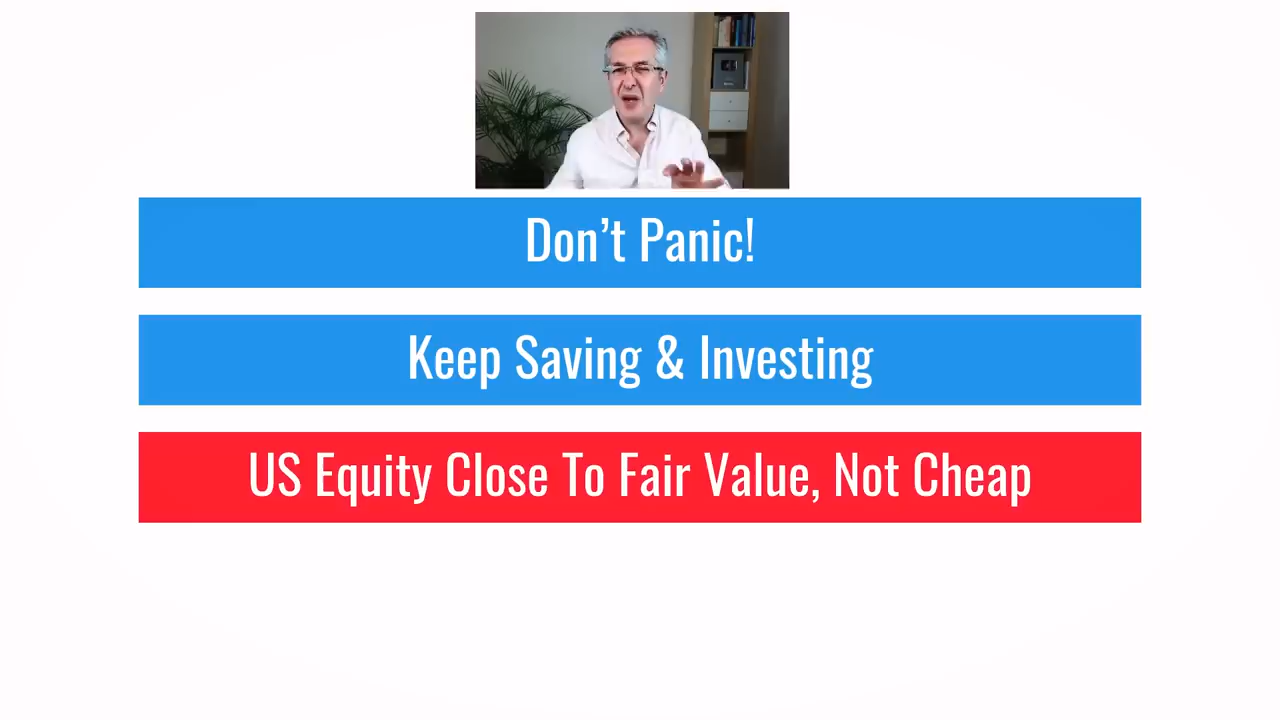 Don’t Panic!
Keep Saving & Investing
US Equity Close To Fair Value, Not Cheap